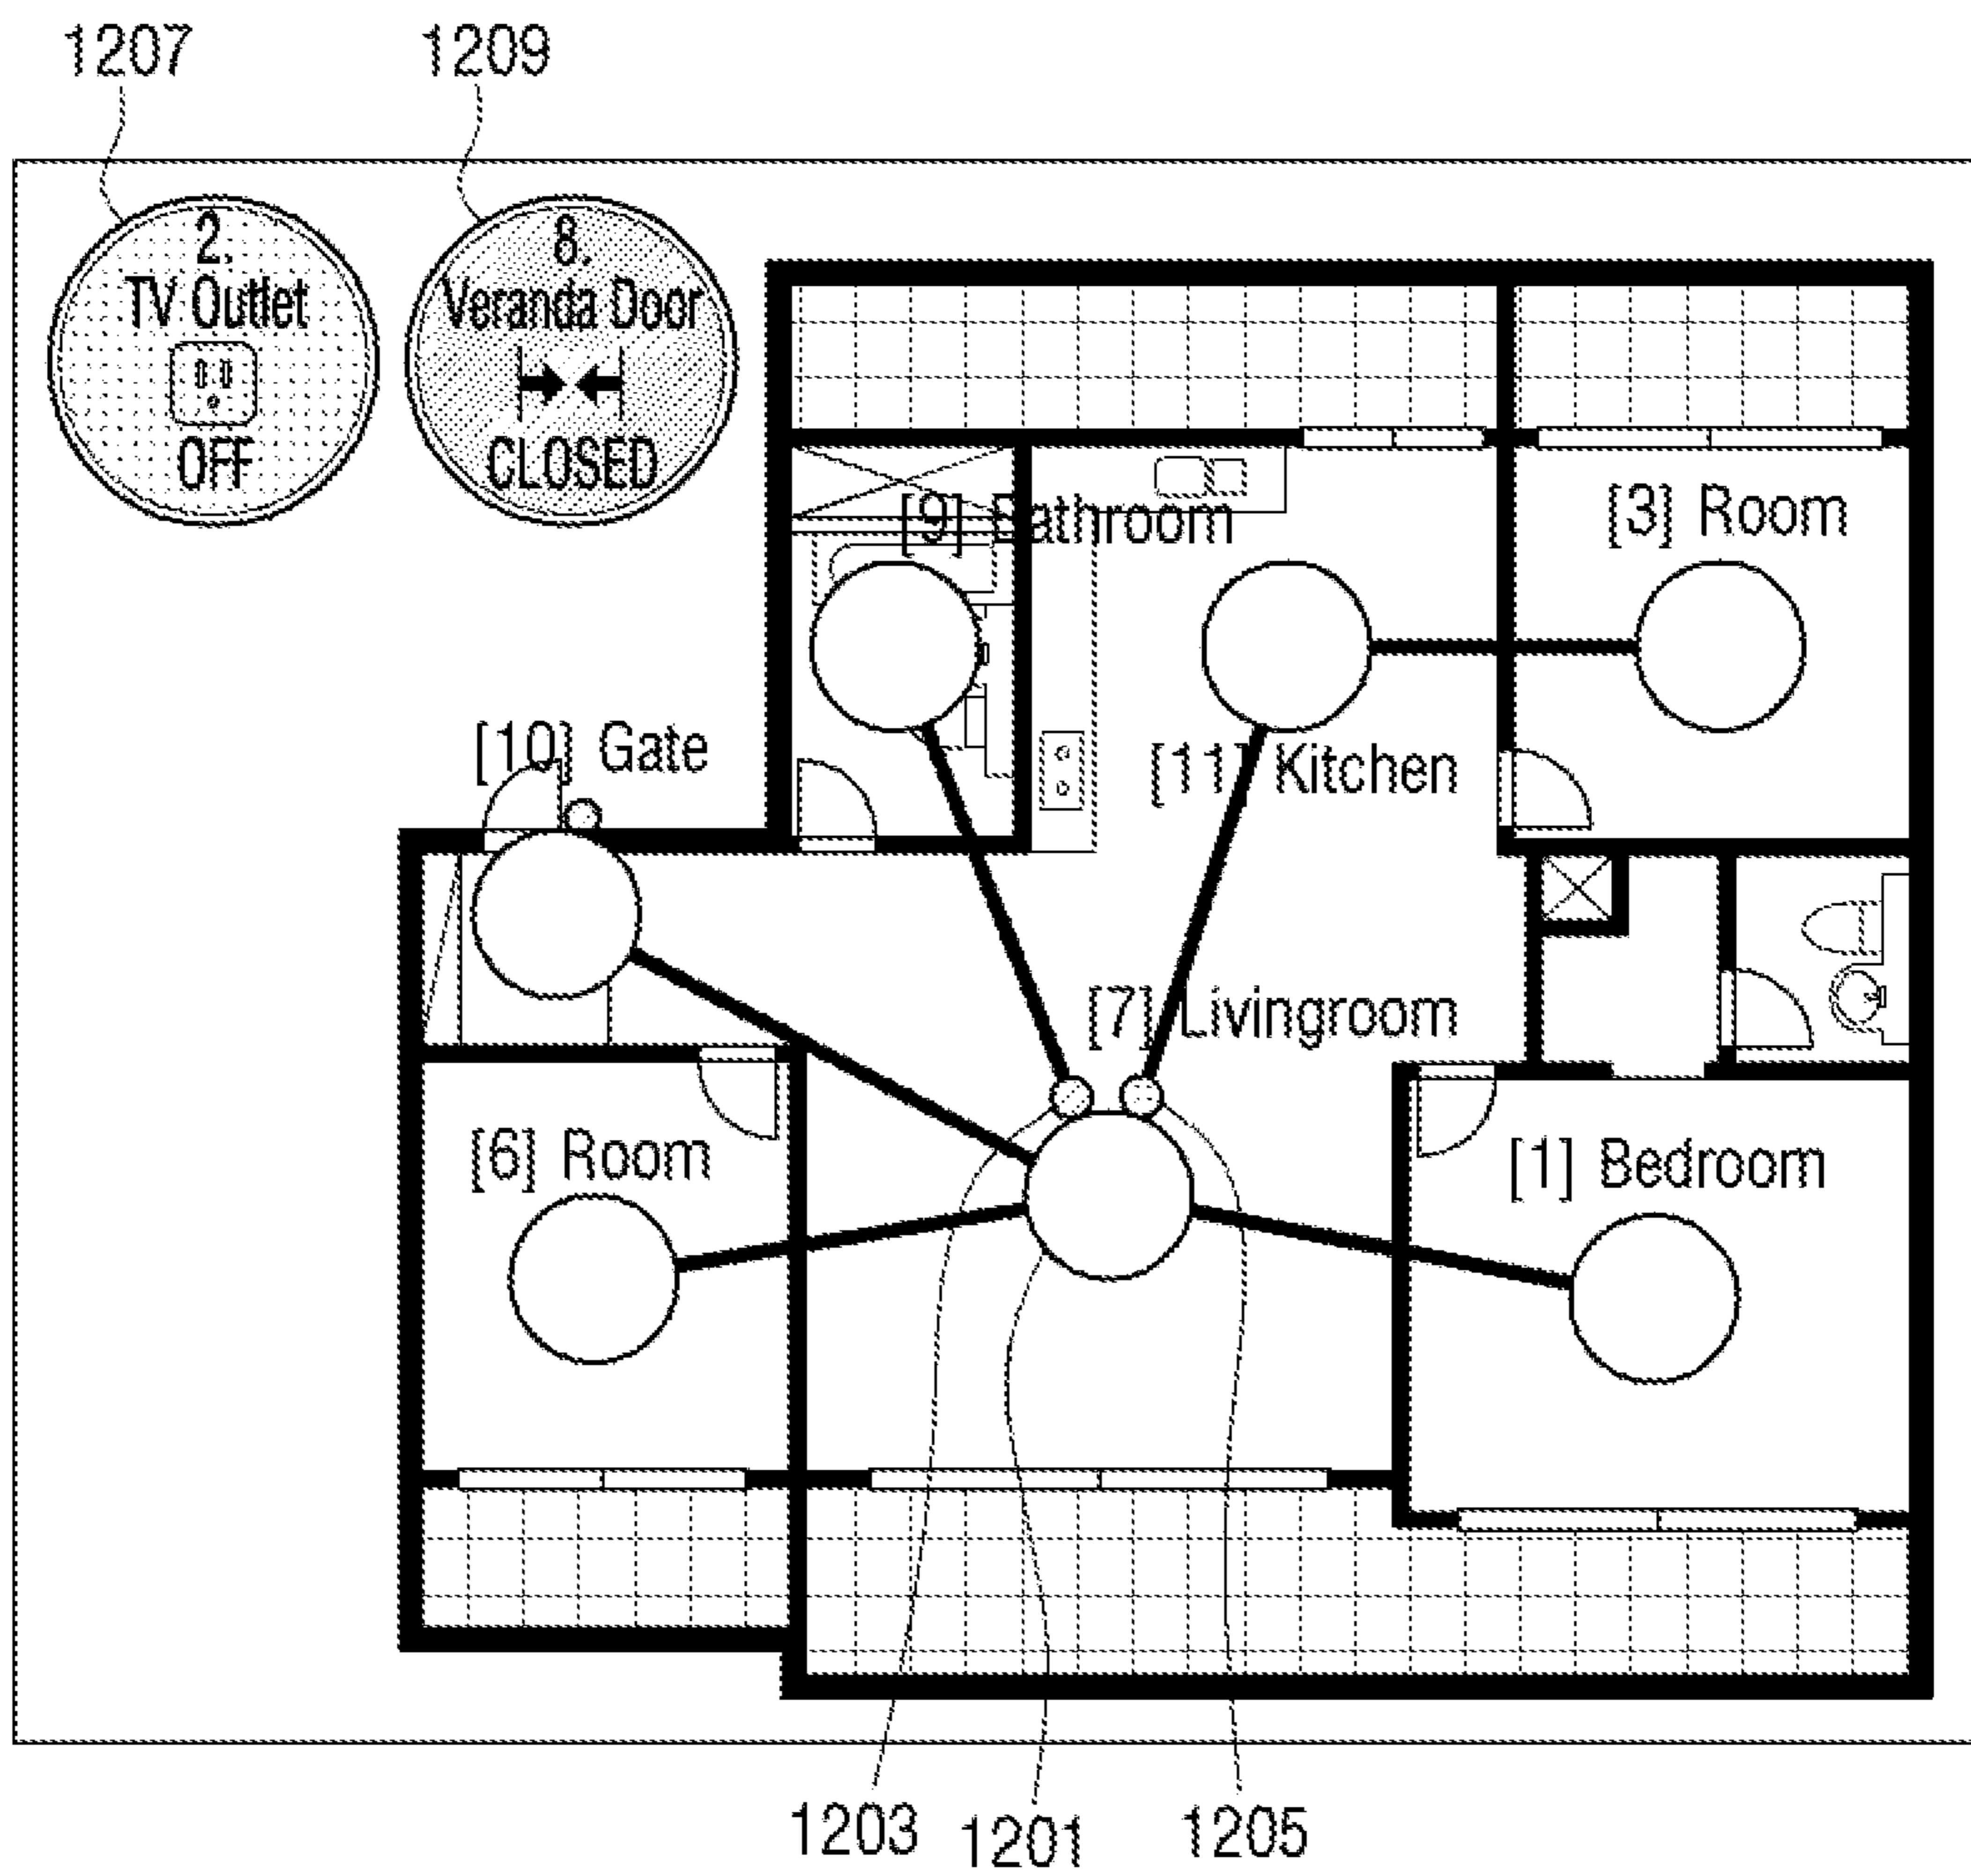 1207
1209
2.
TV Outlet
OFF
8.
Veranda Door
CLOSED
[9] Bathroom
[3] Room
[10] Gate
[11] Kitchen
[7] Livingroom
[6] Room
[1] Bedroom
1203
1201
1205